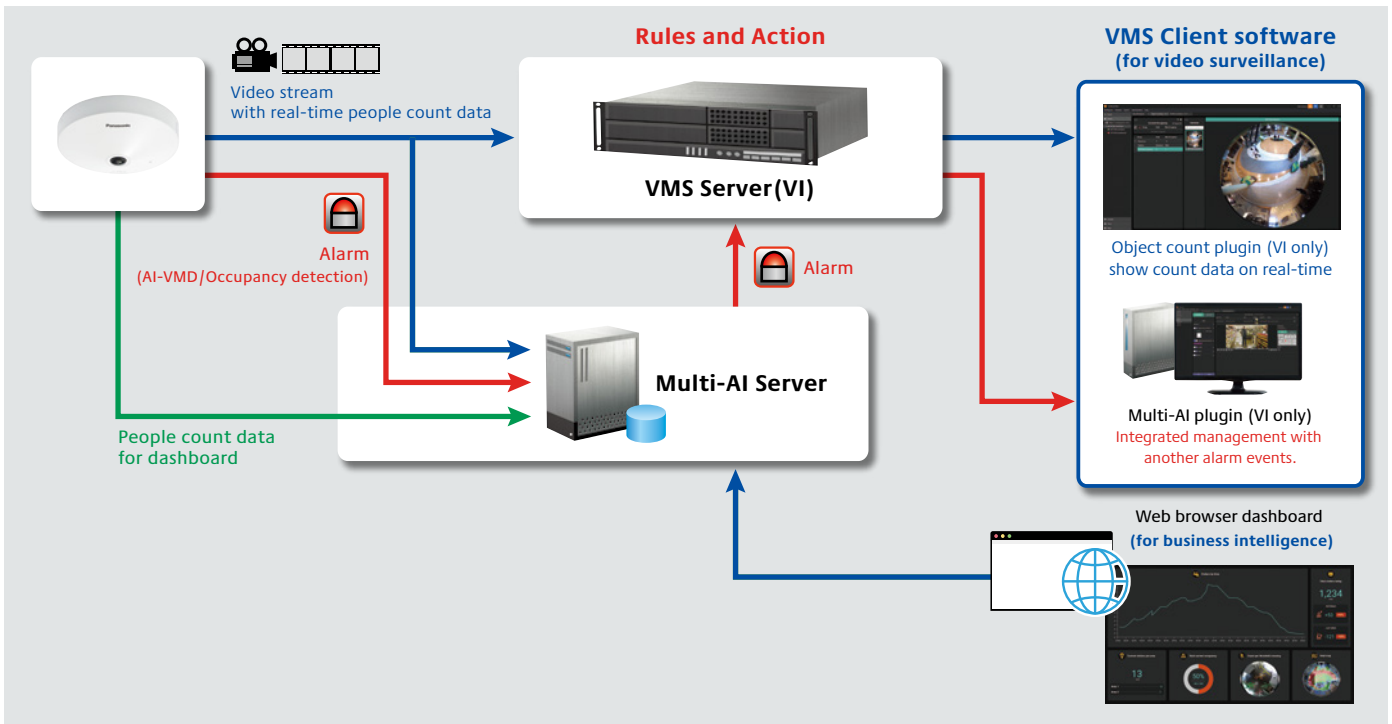 Rules and Action
VMS Client software
(for video surveillance)
Panasonic
Video stream
with real-time people count data
VMS Server(VI)
Alarm
(AI-VMD/Occupancy detection)
Alarm
Object count plugin (VI only)
show count data on real-time
Multi-AI Server
Multi-AI plugin (VI only)
Integrated management with
another alarm events.
People count data
for dashboard
Web browser dashboard
(for business intelligence)
1,234
13
50%